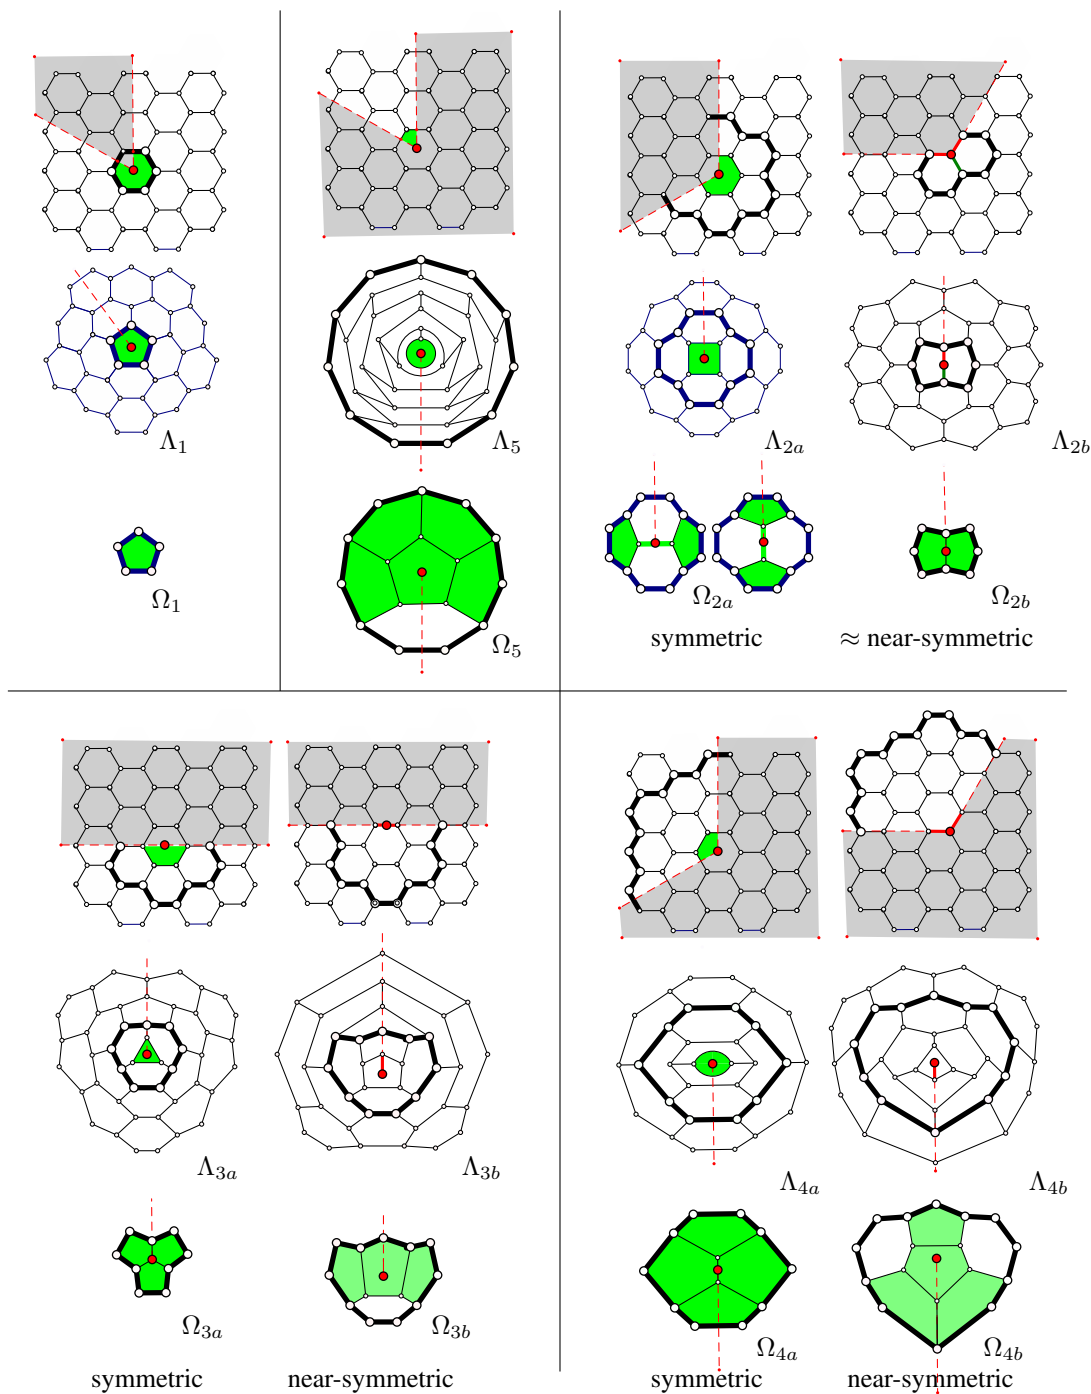 Λ1
Λ5
Λ2a
Λ2b
Ω1
Ω5
Ω2a
Ω2b
symmetric
≈ near-symmetric
Λ3a
Λ3b
Λ4a
Λ4b
Ω3a
Ω3b
Ω4a
Ω4b
symmetric
near-symmetric
symmetric
near-symmetric